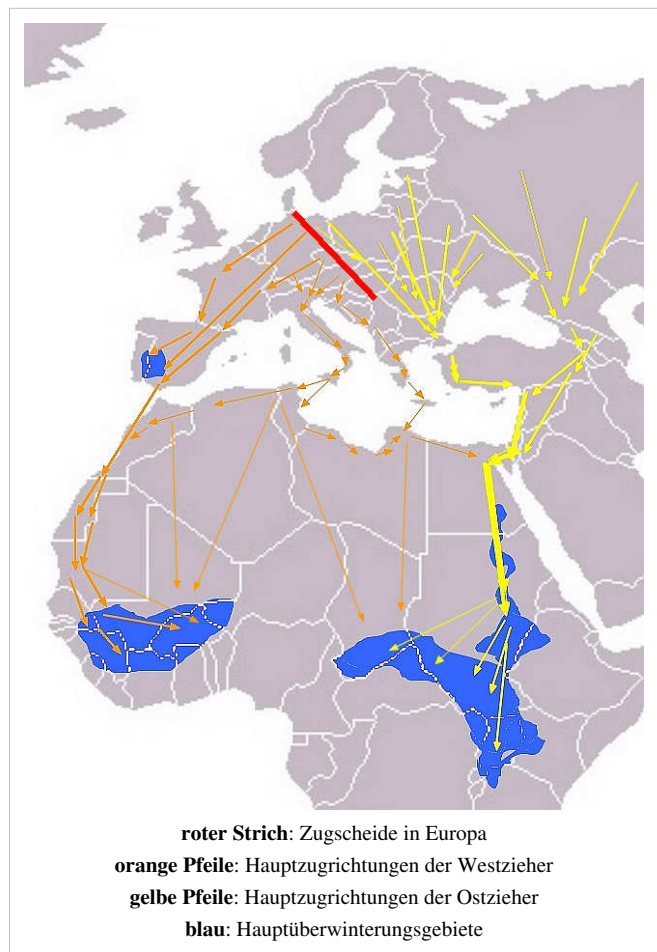 roter Strich: Zugscheide in Europa
orange Pfeile: Hauptzugrichtungen der Westzieher
gelbe Pfeile: Hauptzugrichtungen der Ostzieher
blau: Hauptüberwinterungsgebiete